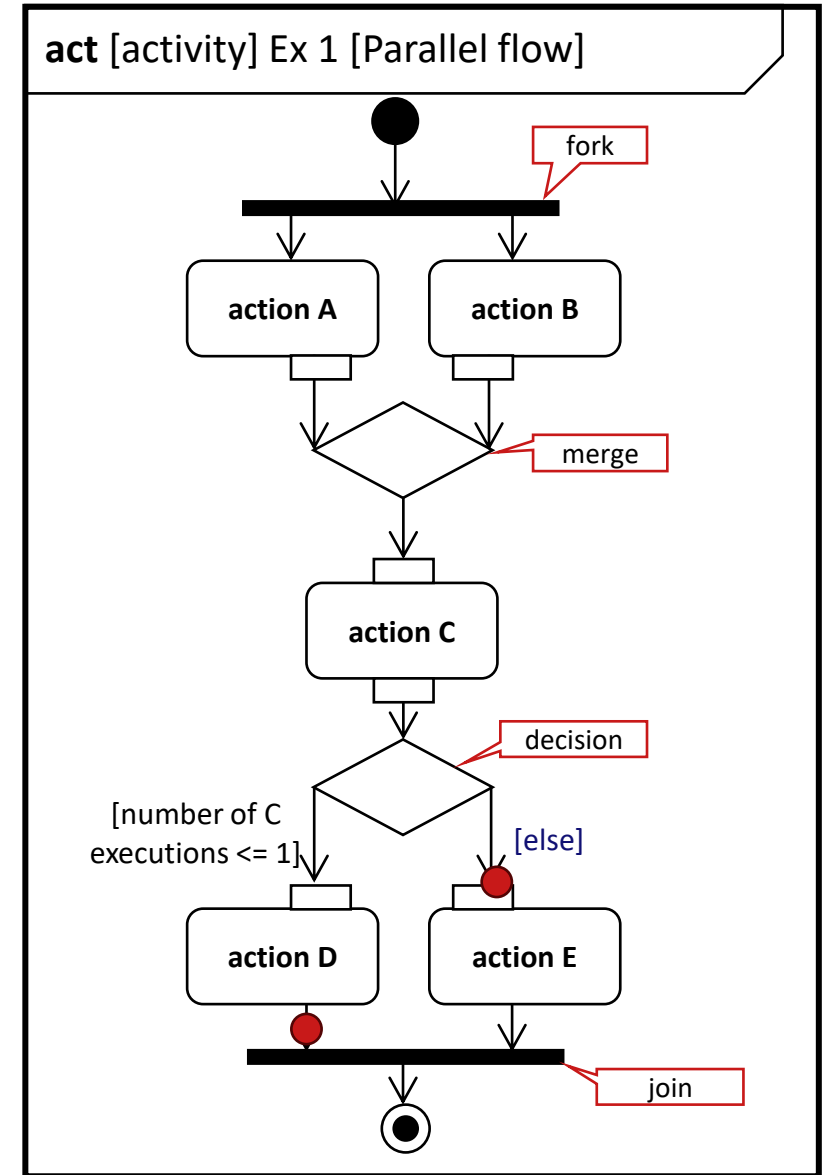 act [activity] Ex 1 [Parallel flow]
fork
action A
action B
merge
action C
decision
[number of C
executions <= 1]
[else]
action D
action E
join